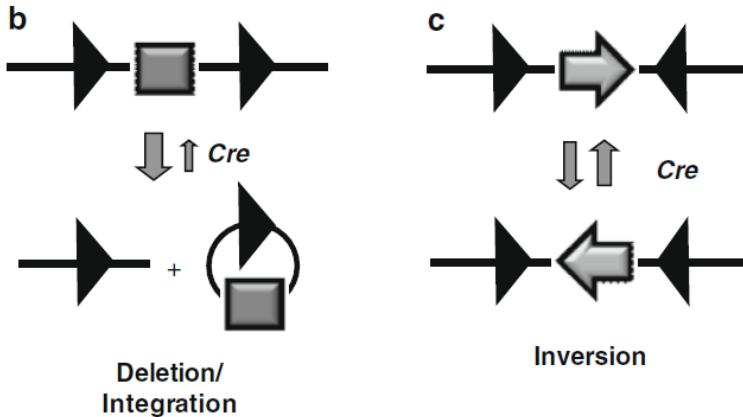 b
c
Cre
Cre
+
Deletion/
Integration
Inversion